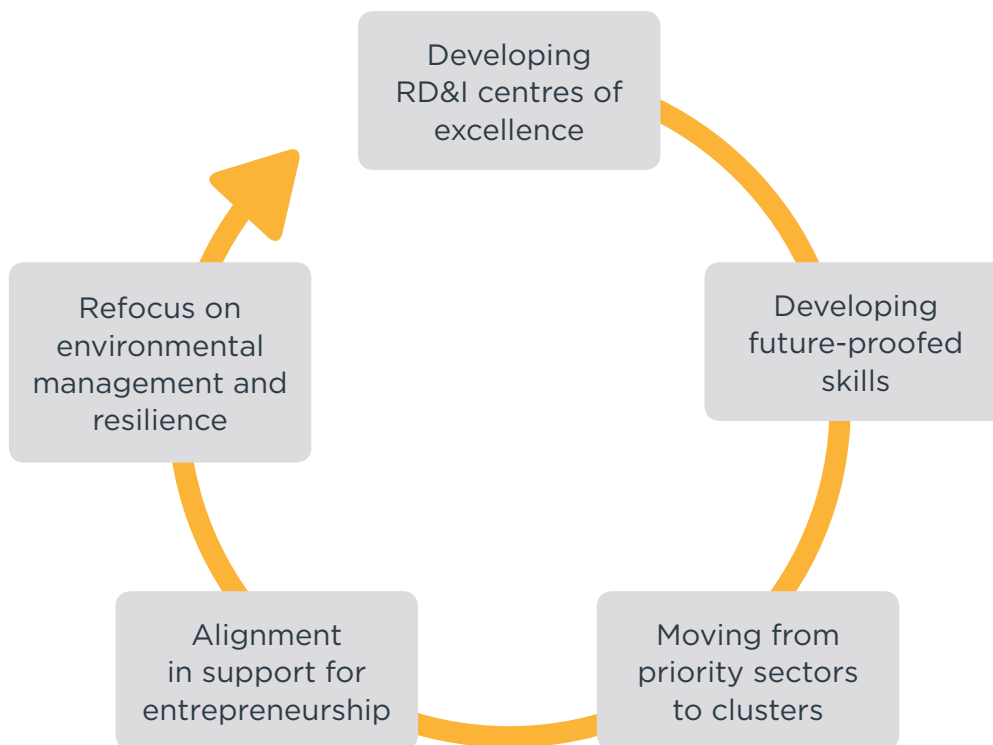 Developing
RD&I centres of
excellence
Developing
future-proofed
skills
Moving from
priority sectors
to clusters
Alignment
in support for
entrepreneurship
Refocus on
environmental
management and
resilience